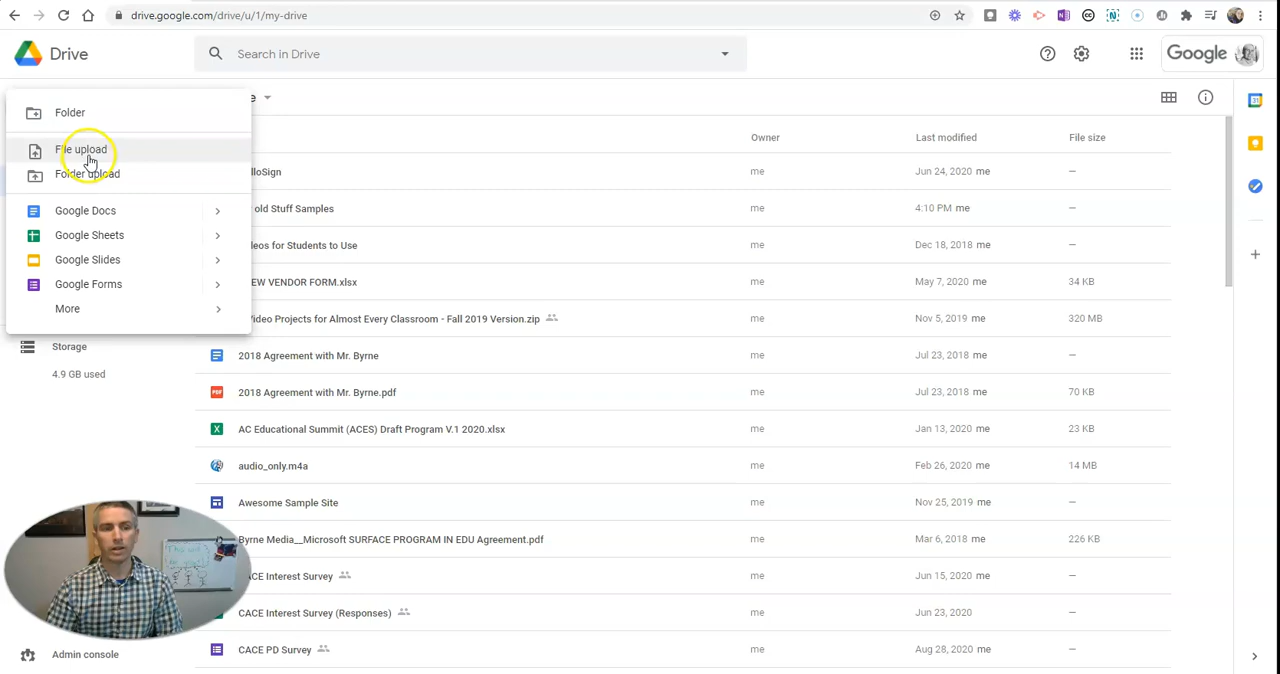 drive.google.com/drive/u/1/my-drive
Drive
Search in Drive
Google
Folder
File upload
Folder upload
Google Docs
Google Sheets
Google Slides
Google Forms
More
Storage
4.9 GB used
Admin console
Owner Last modified File size
me Jun 24, 2020 me —
old Stuff Samples me 4:10 PM me —
for Students to Use me Dec 18, 2018 me —
VENDOR FORM.xlsx me May 7, 2020 me 34 KB
Projects for Almost Every Classroom - Fall 2019 Version.zip me Nov 5, 2019 me 320 MB
2018 Agreement with Mr. Byrne me Jul 23, 2018 me —
2018 Agreement with Mr. Byrne.pdf me Jul 23, 2018 me 70 KB
AC Educational Summit (ACES) Draft Program V.1 2020.xlsx me Jan 13, 2020 me 23 KB
audio_only.m4a me Feb 26, 2020 me 14 MB
Awesome Sample Site me Nov 25, 2019 me —
Byrne Media__Microsoft SURFACE PROGRAM IN EDU Agreement.pdf me Mar 6, 2018 me 226 KB
CACE Interest Survey me Jun 15, 2020 me —
CACE Interest Survey (Responses) me Jun 23, 2020 —
CACE PD Survey me Aug 28, 2020 me —